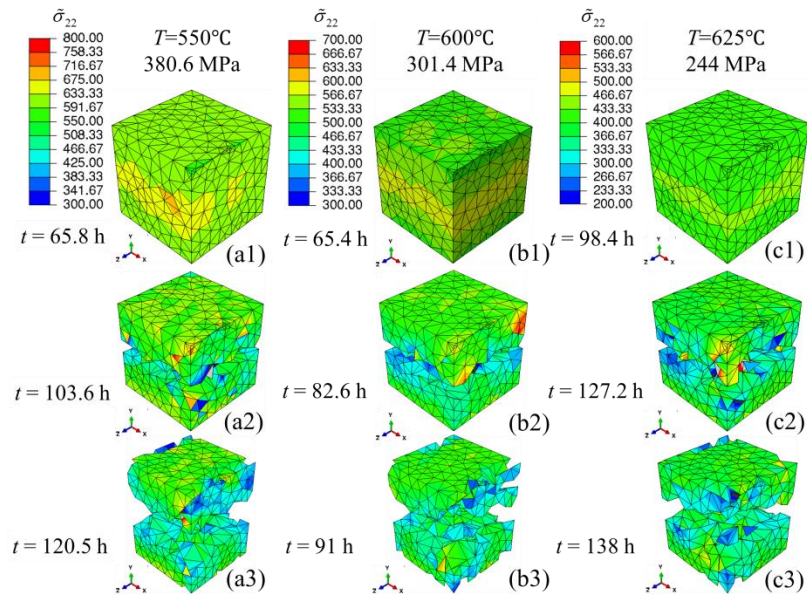 σ̃₂₂
800.00
758.33
716.67
675.00
633.33
591.67
550.00
508.33
466.67
425.00
383.33
341.67
300.00
T=550℃
380.6 MPa
σ̃₂₂
700.00
666.67
633.33
600.00
566.67
533.33
500.00
466.67
433.33
400.00
366.67
333.33
300.00
T=600℃
301.4 MPa
σ̃₂₂
600.00
566.67
533.33
500.00
466.67
433.33
400.00
366.67
333.33
300.00
266.67
233.33
200.00
T=625℃
244 MPa
t = 65.8 h
Y
Z
X
(a1)
t = 65.4 h
Y
Z
X
(b1)
t = 98.4 h
Y
Z
X
(c1)
t = 103.6 h
Y
Z
X
(a2)
t = 82.6 h
Y
Z
X
(b2)
t = 127.2 h
Y
Z
X
(c2)
t = 120.5 h
Y
Z
X
(a3)
t = 91 h
Y
Z
X
(b3)
t = 138 h
Y
Z
X
(c3)